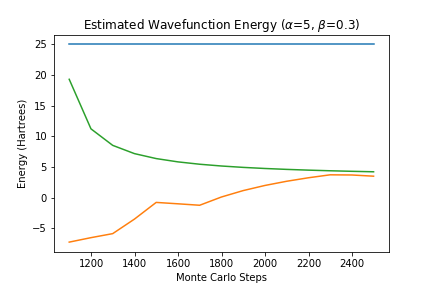 Estimated Wavefunction Energy (α=5, β=0.3)
25
20
15
10
5
0
−5
Energy (Hartrees)
1200 1400 1600 1800 2000 2200 2400
Monte Carlo Steps